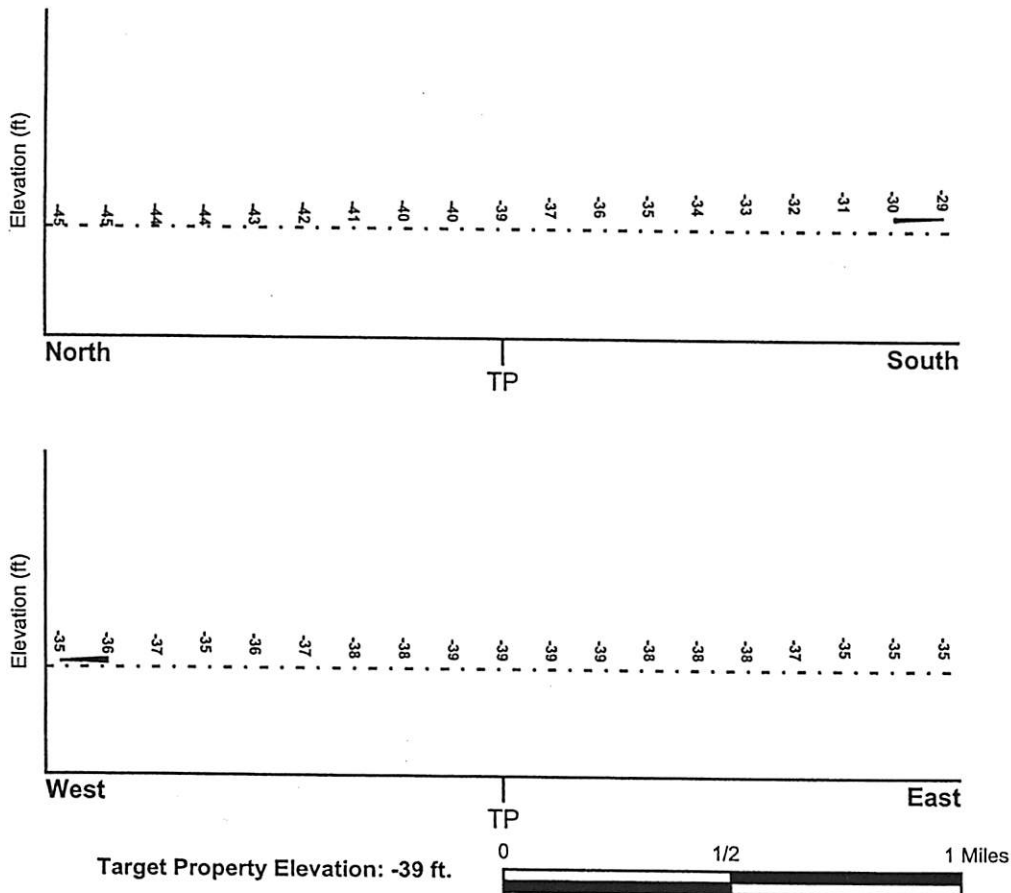 Elevation (ft)
-45 -45 -44 -44 -43 -42 -41 -40 -40 -39 -37 -36 -35 -34 -33 -32 -31 -30 -29
North South
TP
Elevation (ft)
-35 -36 -37 -35 -36 -37 -38 -38 -39 -39 -39 -39 -38 -38 -38 -37 -35 -35 -35
West East
TP
Target Property Elevation: -39 ft.
0 1/2 1 Miles